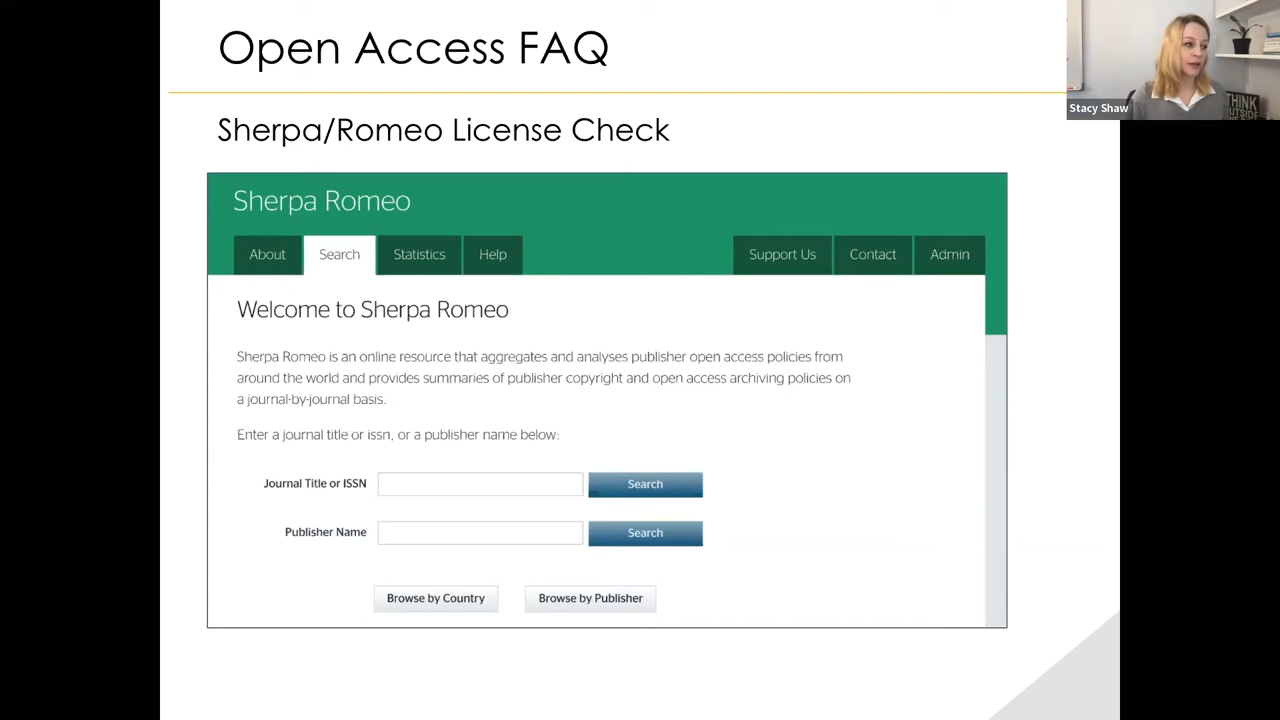 Open Access FAQ
Stacy Shaw
THINK
OUTSIDE
Sherpa/Romeo License Check
Sherpa Romeo
About
Search
Statistics
Help
Support Us
Contact
Admin
Welcome to Sherpa Romeo
Sherpa Romeo is an online resource that aggregates and analyses publisher open access policies from
around the world and provides summaries of publisher copyright and open access archiving policies on
a journal-by-journal basis.
Enter a journal title or issn, or a publisher name below:
Journal Title or ISSN
Search
Publisher Name
Search
Browse by Country
Browse by Publisher